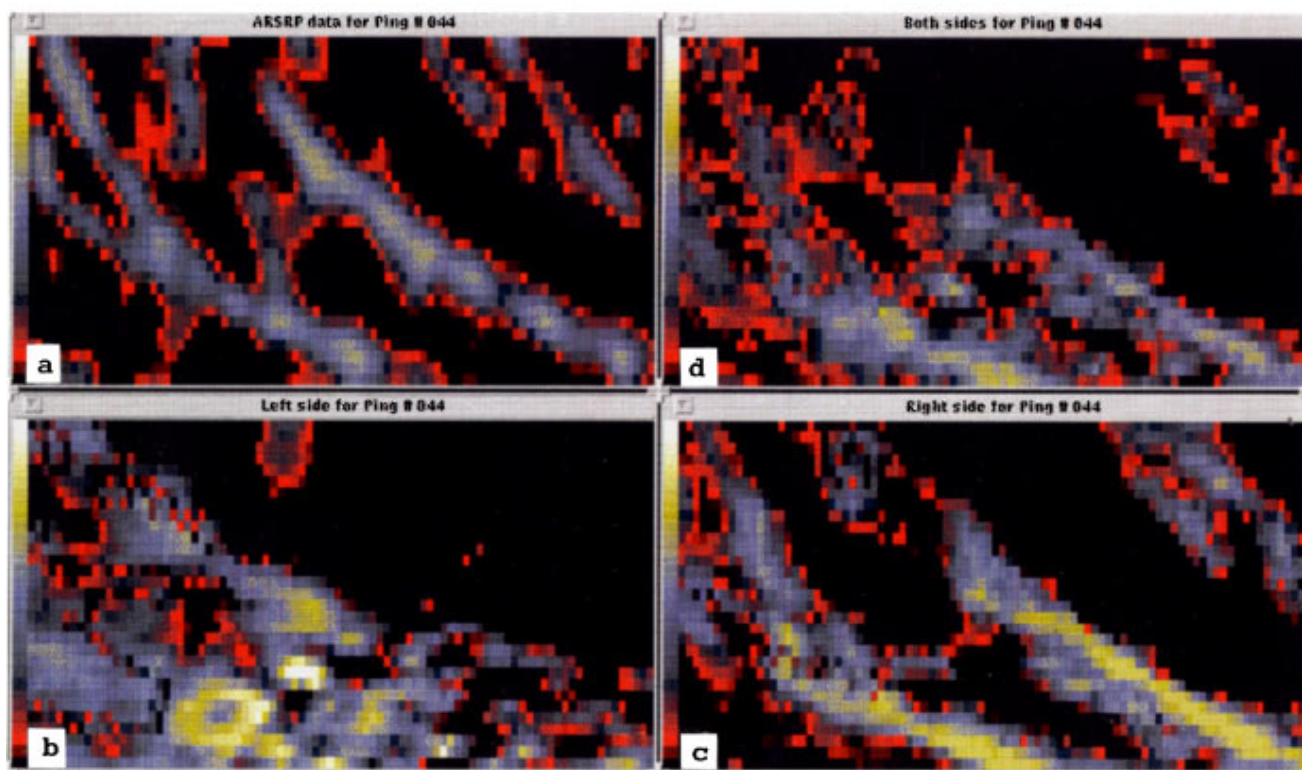 ARSRP data for Ping # 044
Both sides for Ping # 044
a
d
Left side for Ping # 044
Right side for Ping # 044
b
c